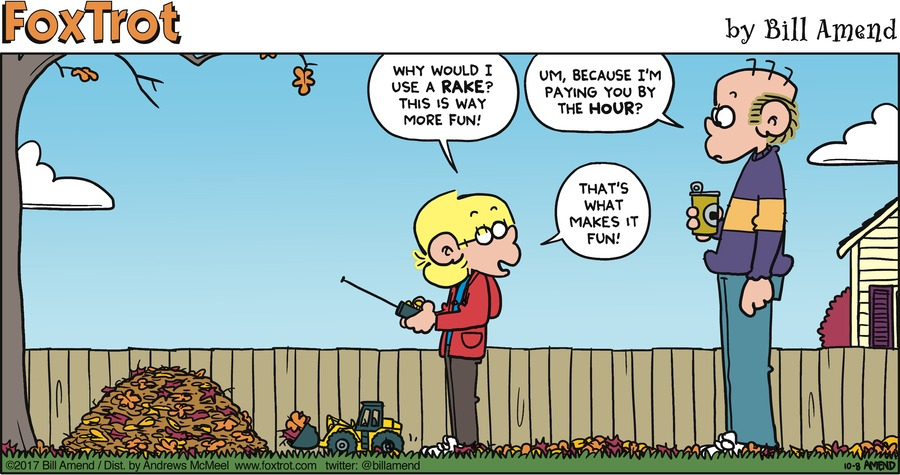 FoxTrot
by Bill Amend
WHY WOULD I
USE A RAKE?
THIS IS WAY
MORE FUN!
UM, BECAUSE I'M
PAYING YOU BY
THE HOUR?
THAT'S
WHAT
MAKES IT
FUN!
©2017 Bill Amend / Dist. by Andrews McMeel www.foxtrot.com twitter: @billamend
10-8 AMEND